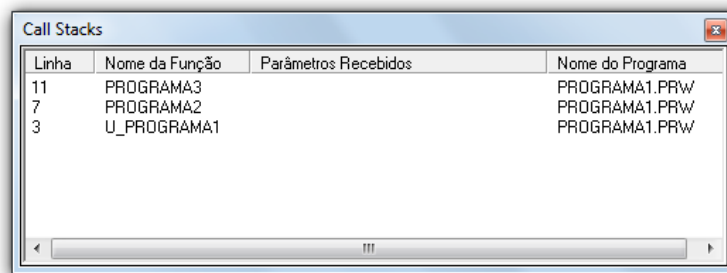 Call Stacks
Linha Nome da Função Parâmetros Recebidos Nome do Programa
11 PROGRAMA3 PROGRAMA1.PRW
7 PROGRAMA2 PROGRAMA1.PRW
3 U_PROGRAMA1 PROGRAMA1.PRW